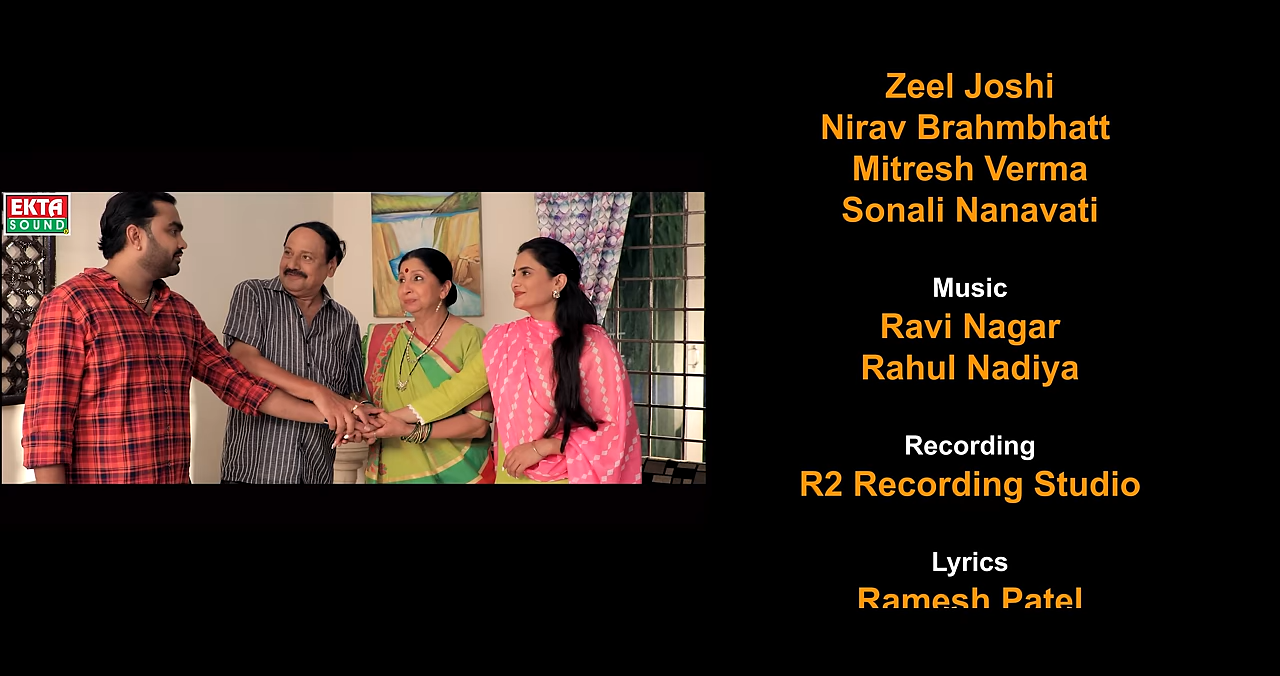 EKTA
SOUND
Zeel Joshi
Nirav Brahmbhatt
Mitresh Verma
Sonali Nanavati
Music
Ravi Nagar
Rahul Nadiya
Recording
R2 Recording Studio
Lyrics
Ramesh Patel